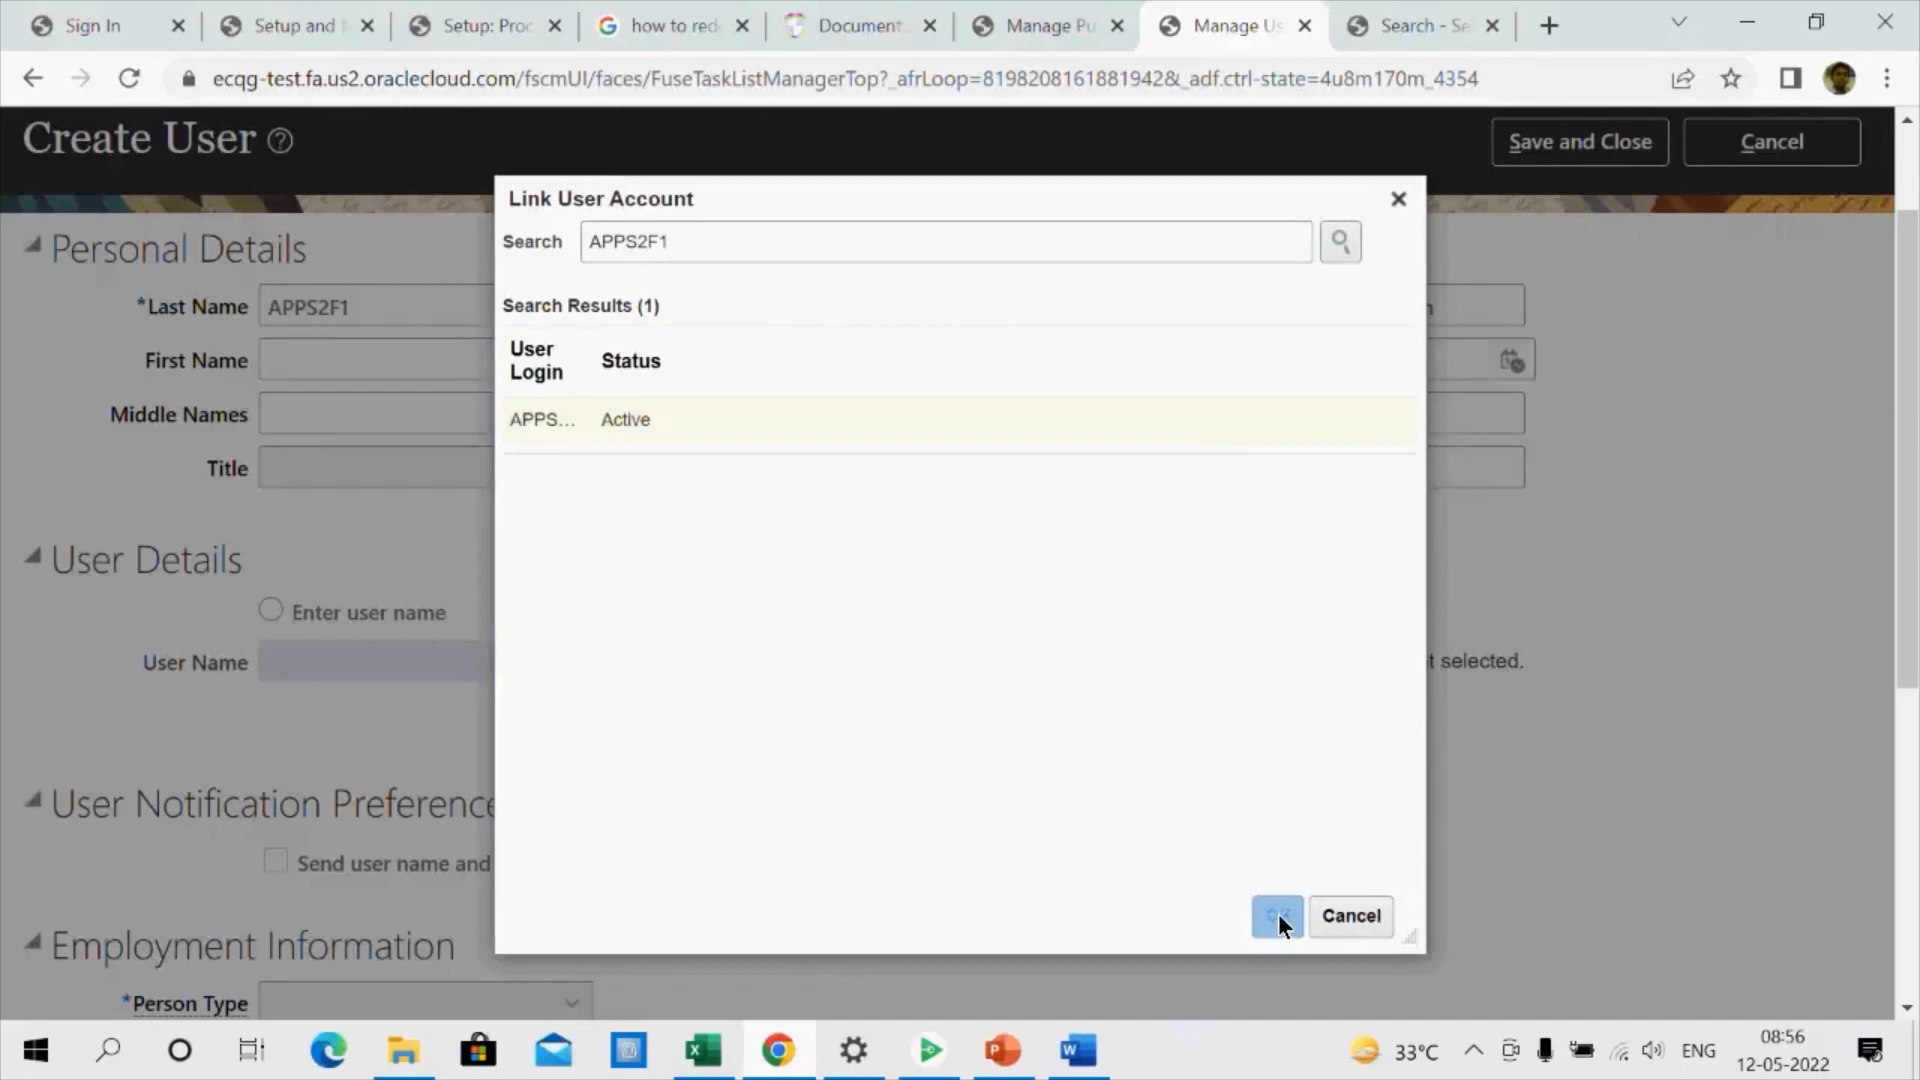 Sign In
Setup and
Setup: Proc
how to red
Document
Manage Pu
Manage Us
Search - Se
ecqg-test.fa.us2.oraclecloud.com/fscmUI/faces/FuseTaskListManagerTop?_afrLoop=8198208161881942&_adf.ctrl-state=4u8m170m_4354
Create User
Save and Close
Cancel
Link User Account
Search APPS2F1
Search Results (1)
User Login
Status
APPS... Active
OK
Cancel
Personal Details
*Last Name APPS2F1
First Name
Middle Names
Title
User Details
Enter user name
User Name
t selected.
User Notification Preference
Send user name and
Employment Information
*Person Type
33°C
ENG
08:56
12-05-2022